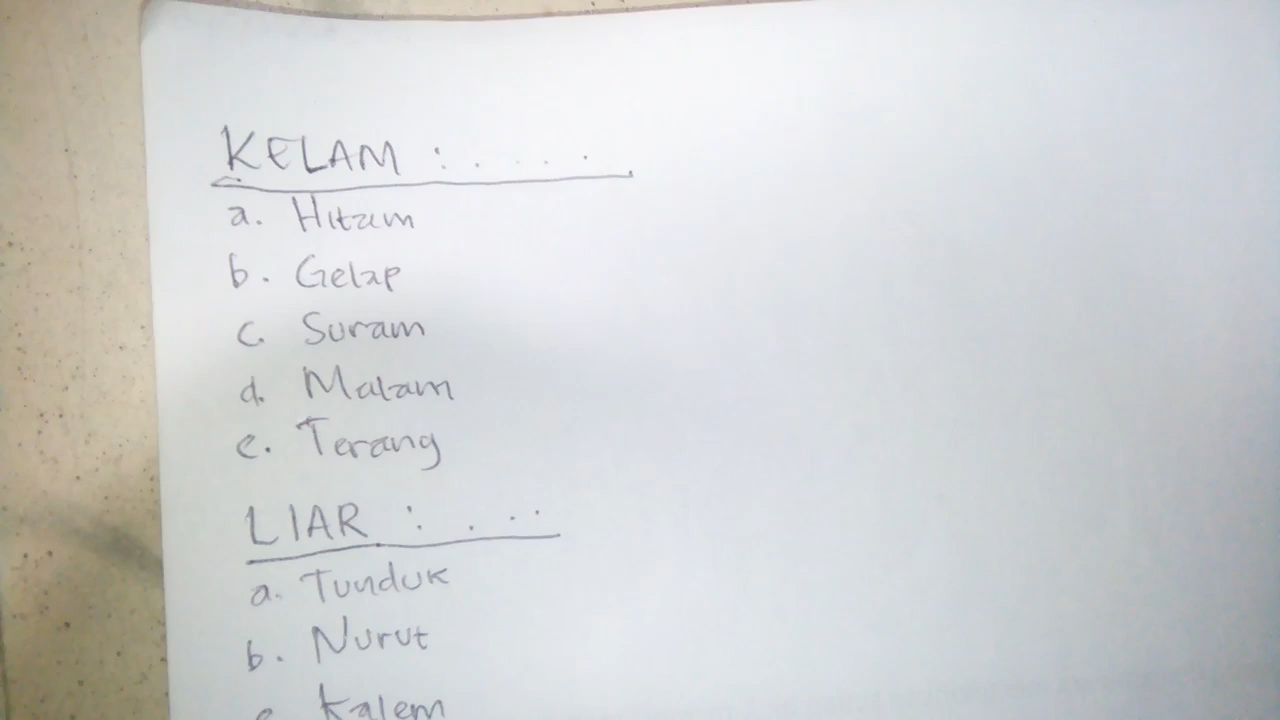 KELAM : . . . .
a. Hitam
b. Gelap
c. Suram
d. Malam
e. Terang
LIAR : . . .
a. Tunduk
b. Nurut
c. Kalem